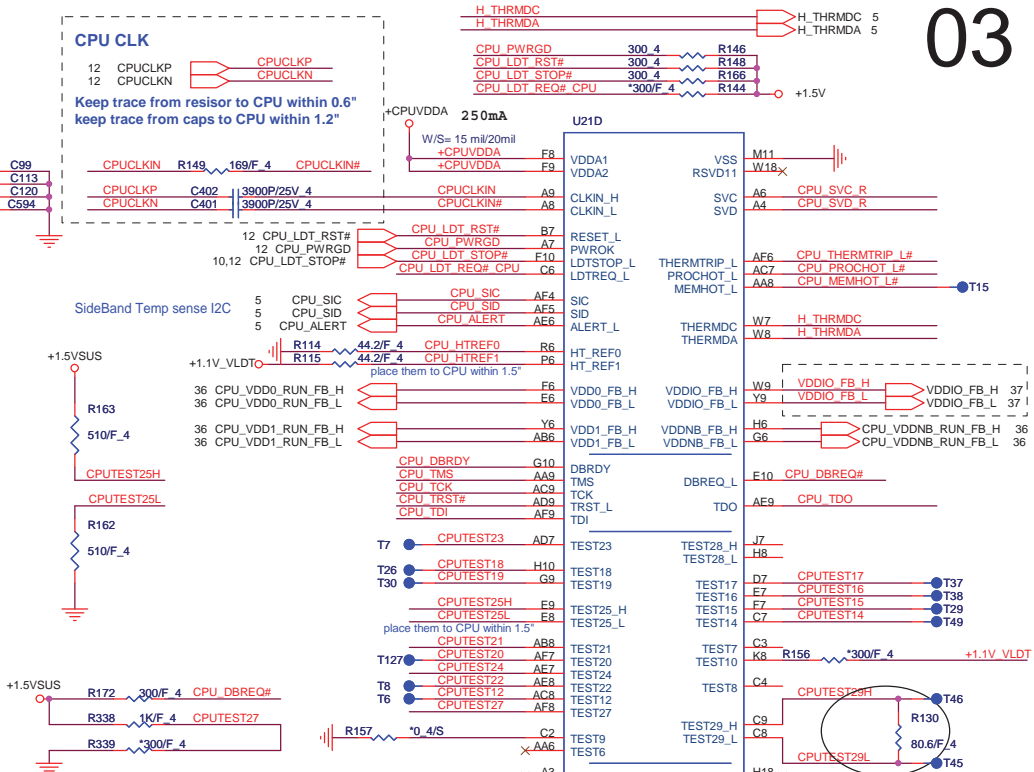 H_THRMDC H_THRMDC 5
H_THRMDA H_THRMDA 5
03
CPU CLK
12 CPUCLKP CPUCLKP
12 CPUCLKN CPUCLKN
Keep trace from resisor to CPU within 0.6"
keep trace from caps to CPU within 1.2"
CPU_PWRGD 300_4 R146
CPU_LDT_RST# 300_4 R148
CPU_LDT_STOP# 300_4 R166
CPU_LDT_REQ#_CPU *300/F_4 R144
+1.5V
+CPUVDDA 250mA
U21D
W/S= 15 mil/20mil
+CPUVDDA F8 VDDA1
+CPUVDDA F9 VDDA2
VSS M11
RSVD11 W18
C99
C113
C120
C594
CPUCLKIN R149 169/F_4 CPUCLKIN#
CPUCLKP C402 3900P/25V_4 CPUCLKIN A9 CLKIN_H
CPUCLKN C401 3900P/25V_4 CPUCLKIN# A8 CLKIN_L
SVC A6 CPU_SVC_R
SVD A4 CPU_SVD_R
12 CPU_LDT_RST# CPU_LDT_RST# B7 RESET_L
12 CPU_PWRGD CPU_PWRGD A7 PWROK
10,12 CPU_LDT_STOP# CPU_LDT_STOP# F10 LDTSTOP_L
CPU_LDT_REQ#_CPU C6 LDTREQ_L
THERMTRIP_L AF6 CPU_THERMTRIP_L#
PROCHOT_L AC7 CPU_PROCHOT_L#
MEMHOT_L AA8 CPU_MEMHOT_L# T15
SideBand Temp sense I2C
5 CPU_SIC CPU_SIC AF4 SIC
5 CPU_SID CPU_SID AF5 SID
5 CPU_ALERT CPU_ALERT AE6 ALERT_L
THERMDC W7 H_THRMDC
THERMDA W8 H_THRMDA
R114 44.2/F_4 CPU_HTREF0 R6 HT_REF0
+1.1V_VLDT R115 44.2/F_4 CPU_HTREF1 P6 HT_REF1
place them to CPU within 1.5"
36 CPU_VDD0_RUN_FB_H F6 VDD0_FB_H
36 CPU_VDD0_RUN_FB_L E6 VDD0_FB_L
VDDIO_FB_H W9 VDDIO_FB_H VDDIO_FB_H 37
VDDIO_FB_L Y9 VDDIO_FB_L VDDIO_FB_L 37
36 CPU_VDD1_RUN_FB_H Y6 VDD1_FB_H
36 CPU_VDD1_RUN_FB_L AB6 VDD1_FB_L
VDDNB_FB_H H6 CPU_VDDNB_RUN_FB_H 36
VDDNB_FB_L G6 CPU_VDDNB_RUN_FB_L 36
+1.5VSUS
R163
510/F_4
CPUTEST25H
CPUTEST25L
R162
510/F_4
CPU_DBRDY G10 DBRDY
CPU_TMS AA9 TMS
CPU_TCK AC9 TCK
CPU_TRST# AD9 TRST_L
CPU_TDI AF9 TDI
DBREQ_L E10 CPU_DBREQ#
TDO AE9 CPU_TDO
T7 CPUTEST23 AD7 TEST23
T26 CPUTEST18 H10 TEST18
T30 CPUTEST19 G9 TEST19
TEST28_H J7
TEST28_L H8
TEST17 D7 CPUTEST17 T37
TEST16 E7 CPUTEST16 T38
TEST15 F7 CPUTEST15 T29
TEST14 C7 CPUTEST14 T49
CPUTEST25H E9 TEST25_H
CPUTEST25L E8 TEST25_L
place them to CPU within 1.5"
CPUTEST21 AB8 TEST21
T127 CPUTEST20 AF7 TEST20
CPUTEST24 AE7 TEST24
T8 CPUTEST22 AE8 TEST22
T6 CPUTEST12 AC8 TEST12
CPUTEST27 AF8 TEST27
TEST7 C3
TEST10 K8 R156 *300/F_4 +1.1V_VLDT
TEST8 C4
R157 *0_4/S C2 TEST9
AA6 TEST6
TEST29_H C9 CPUTEST29H T46
R130
80.6/F_4
TEST29_L C8 CPUTEST29L T45
+1.5VSUS
R172 300/F_4 CPU_DBREQ#
R338 1K/F_4 CPUTEST27
R339 *300/F_4
A3
H18